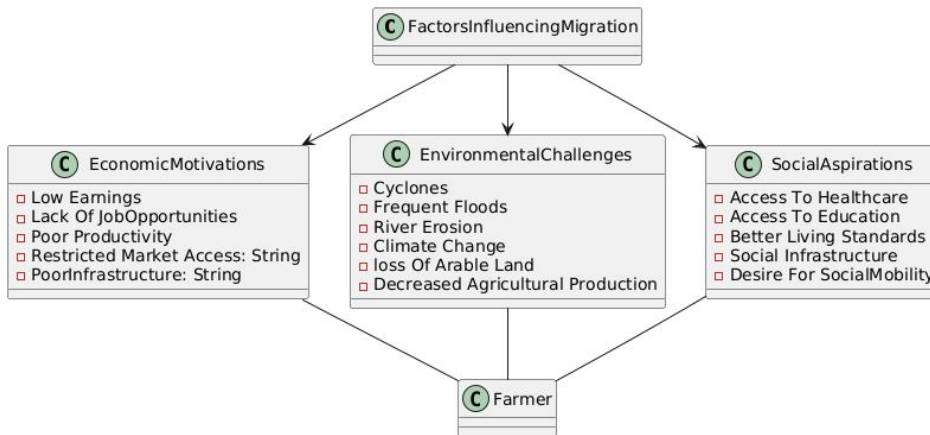 C FactorsInfluencingMigration
C EconomicMotivations
Low Earnings
Lack Of JobOpportunities
Poor Productivity
Restricted Market Access: String
PoorInfrastructure: String
C EnvironmentalChallenges
Cyclones
Frequent Floods
River Erosion
Climate Change
loss Of Arable Land
Decreased Agricultural Production
C SocialAspirations
Access To Healthcare
Access To Education
Better Living Standards
Social Infrastructure
Desire For SocialMobility
C Farmer